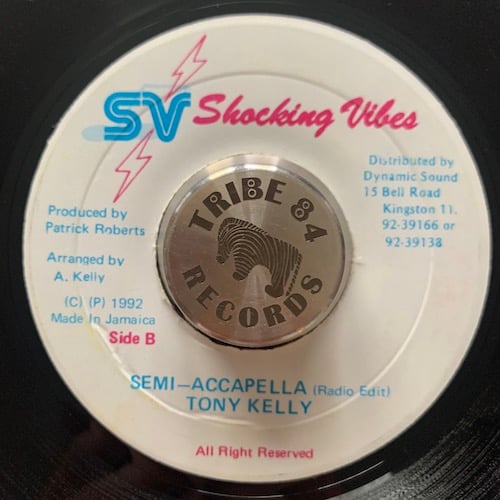 SV Shocking Vibes
Distributed by
Dynamic Sound
15 Bell Road
Kingston 11.
92-39166 or
92-39138
Produced by
Patrick Roberts
Arranged by
A. Kelly
(C) (P) 1992
Made In Jamaica
Side B
TRIBE 84
RECORDS
SEMI-ACCAPELLA (Radio Edit)
TONY KELLY
All Right Reserved